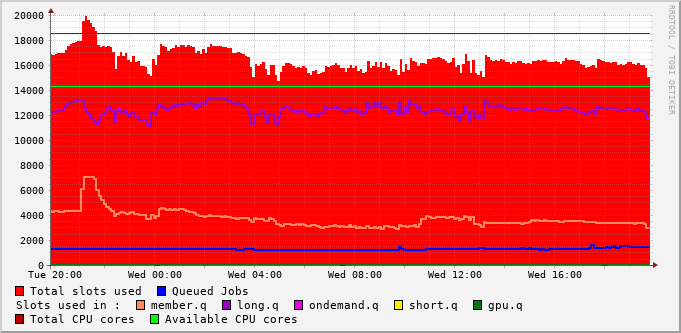 RRDTOOL / TOBI OETIKER
20000
18000
16000
14000
12000
10000
8000
6000
4000
2000
0
Tue 20:00 Wed 00:00 Wed 04:00 Wed 08:00 Wed 12:00 Wed 16:00
Total slots used Queued Jobs
Slots used in : member.q long.q ondemand.q short.q gpu.q
Total CPU cores Available CPU cores